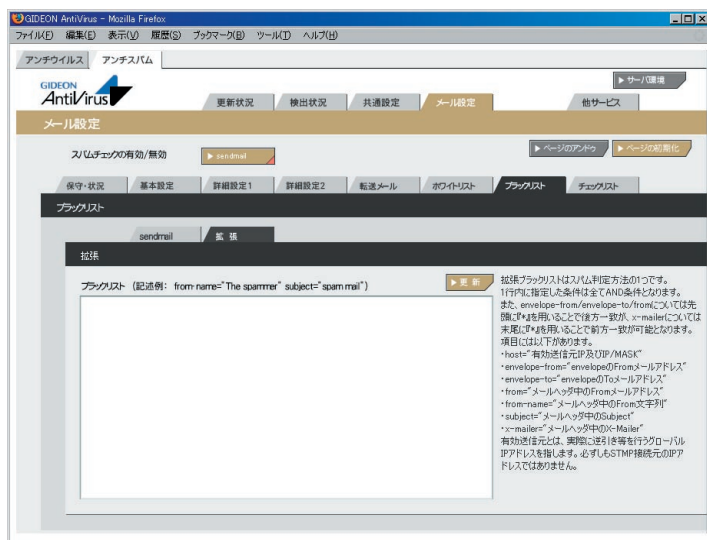 GIDEON AntiVirus - Mozilla Firefox
ファイル(F) 編集(E) 表示(V) 履歴(S) ブックマーク(B) ツール(T) ヘルプ(H)
アンチウイルス アンチスパム
サーバ環境
GIDEON
AntiVirus
更新状況 検出状況 共通設定 メール設定 他サービス
メール設定
スパムチェックの有効/無効 sendmail ページのアンドゥ ページの初期化
保守・状況 基本設定 詳細設定1 詳細設定2 転送メール ホワイトリスト ブラックリスト チェックリスト
ブラックリスト
sendmail 拡張
拡張
ブラックリスト (記述例: from-name="The spammer" subject="spam mail") 更新
拡張ブラックリストはスパム判定方法の1つです。
1行内に指定した条件は全てAND条件となります。
また、envelope-from/envelope-to/fromについては先
頭に『*』を用いることで後方一致が、x-mailerについては
末尾に『*』を用いることで前方一致が可能となります。
項目には以下があります。
・host="有効送信元IP及びIP/MASK"
・envelope-from="envelopeのFromメールアドレス"
・envelope-to="envelopeのToメールアドレス"
・from="メールヘッダ中のFromメールアドレス"
・from-name="メールヘッダ中のFrom文字列"
・subject="メールヘッダ中のSubject"
・x-mailer="メールヘッダ中のX-Mailer"
有効送信元とは、実際に逆引き等を行うグローバル
IPアドレスを指します。必ずしもSTMP接続元のIPア
ドレスではありません。